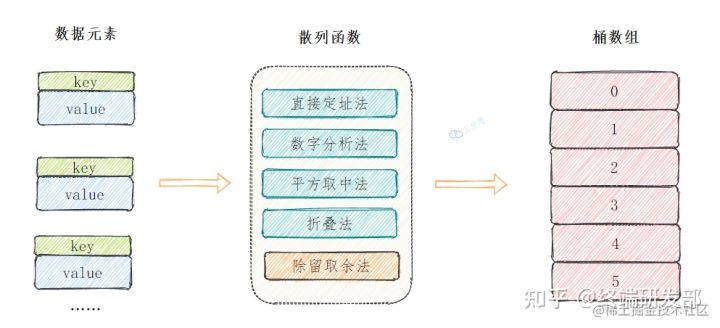 数据元素
散列函数
桶数组
key
value
key
value
key
value
……
直接定址法
数字分析法
平方取中法
折叠法
除留取余法
0
1
2
3
4
5
知乎 @终端研发部
@稀土掘金技术社区